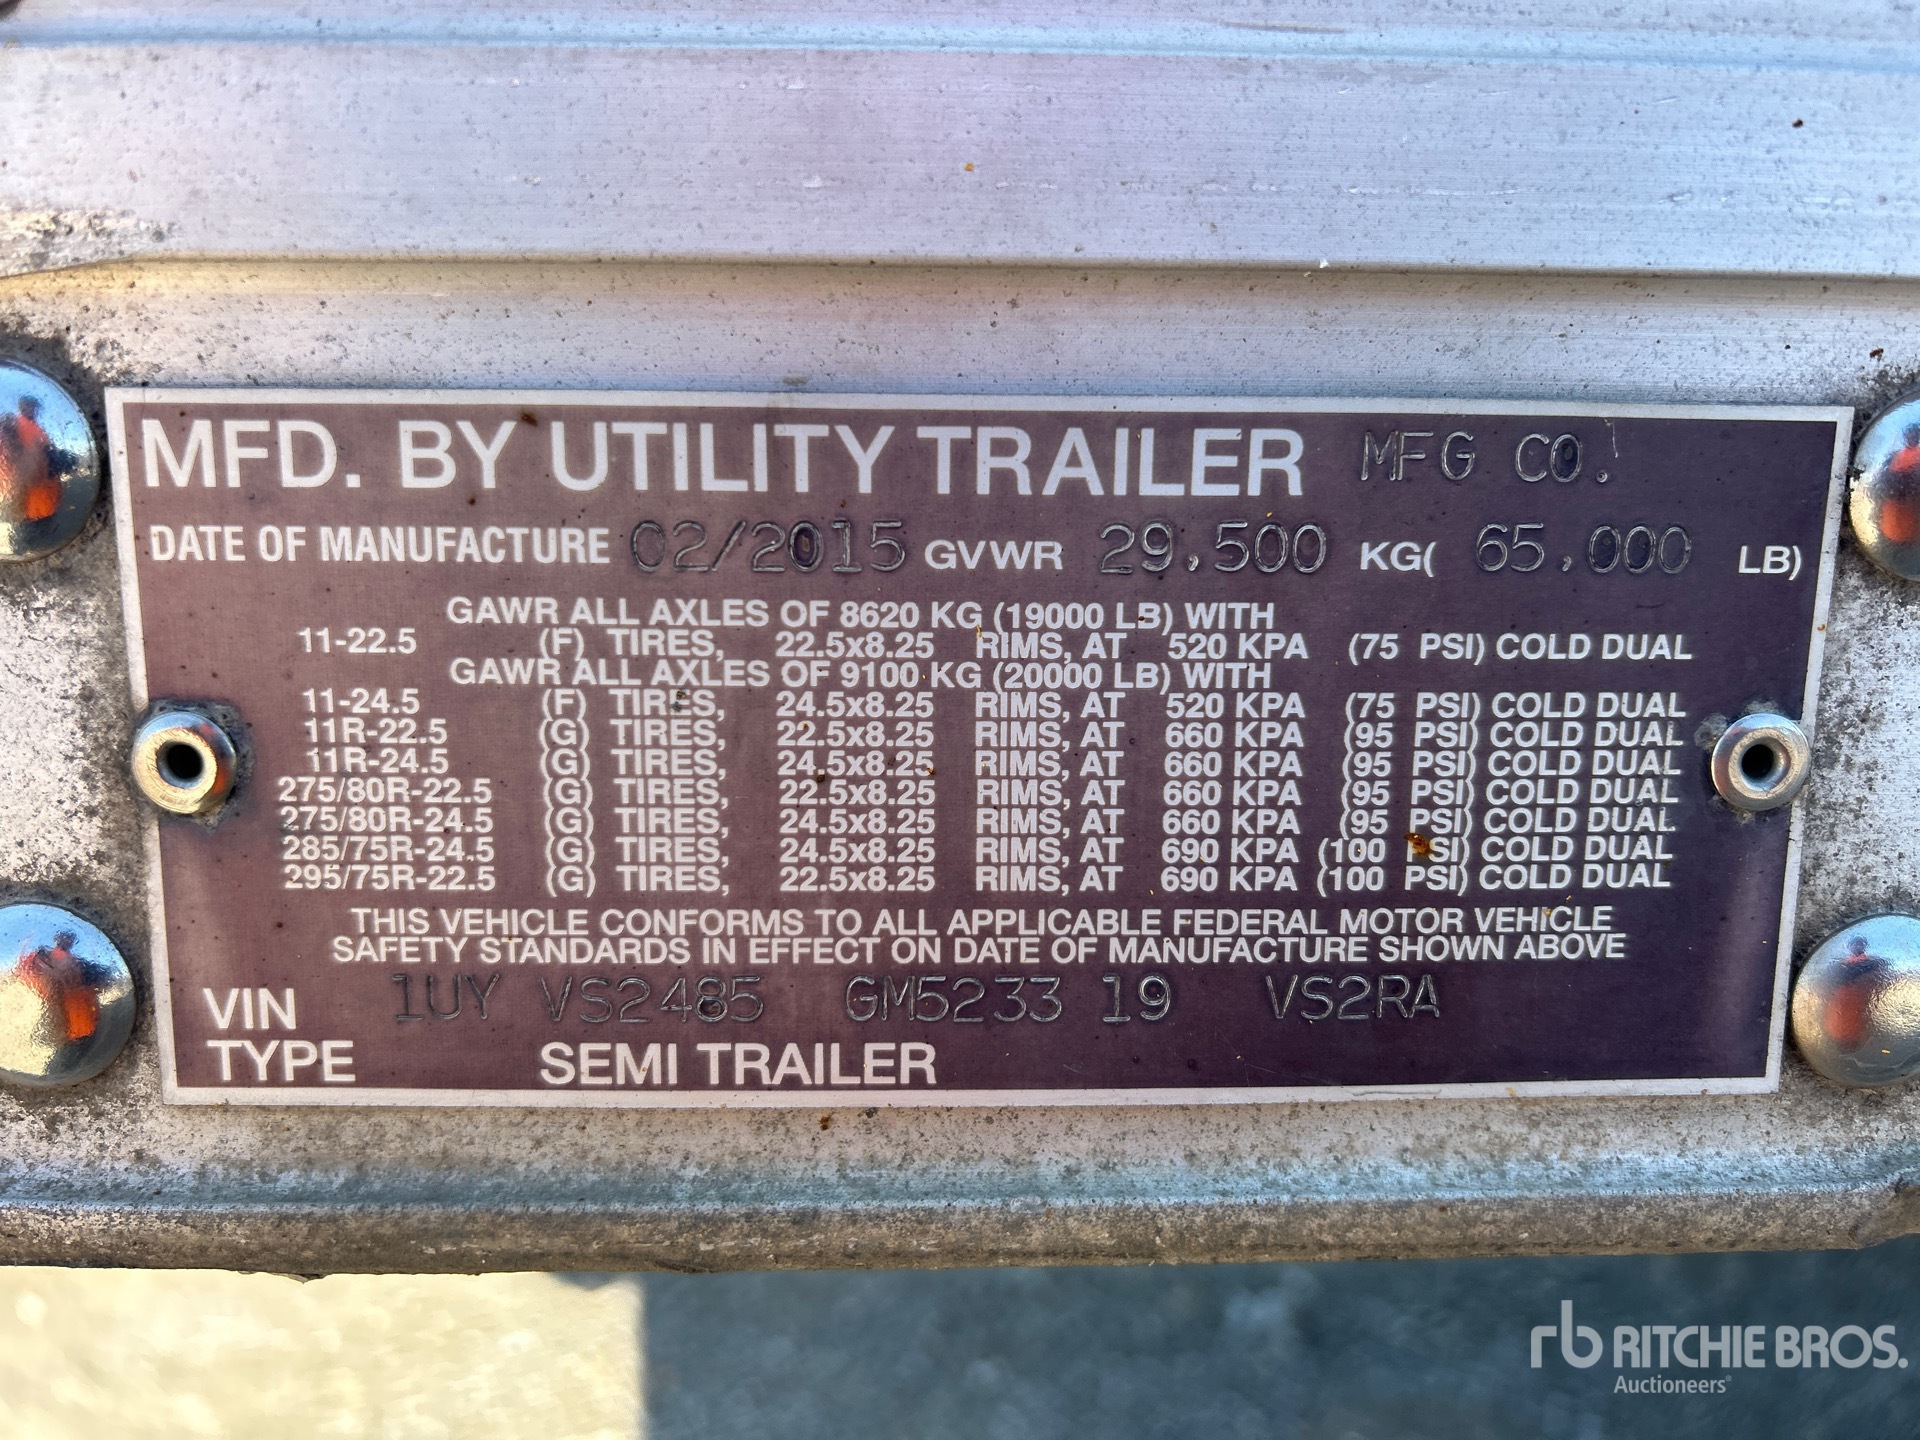 MFD. BY UTILITY TRAILER MFG CO.
DATE OF MANUFACTURE 02/2015 GVWR 29,500 KG( 65,000 LB)
GAWR ALL AXLES OF 8620 KG (19000 LB) WITH
11-22.5 (F) TIRES, 22.5x8.25 RIMS, AT 520 KPA (75 PSI) COLD DUAL
GAWR ALL AXLES OF 9100 KG (20000 LB) WITH
11-24.5 (F) TIRES, 24.5x8.25 RIMS, AT 520 KPA (75 PSI) COLD DUAL
11R-22.5 (G) TIRES, 22.5x8.25 RIMS, AT 660 KPA (95 PSI) COLD DUAL
11R-24.5 (G) TIRES, 24.5x8.25 RIMS, AT 660 KPA (95 PSI) COLD DUAL
275/80R-22.5 (G) TIRES, 22.5x8.25 RIMS, AT 660 KPA (95 PSI) COLD DUAL
275/80R-24.5 (G) TIRES, 24.5x8.25 RIMS, AT 660 KPA (95 PSI) COLD DUAL
285/75R-24.5 (G) TIRES, 24.5x8.25 RIMS, AT 690 KPA (100 PSI) COLD DUAL
295/75R-22.5 (G) TIRES, 22.5x8.25 RIMS, AT 690 KPA (100 PSI) COLD DUAL
THIS VEHICLE CONFORMS TO ALL APPLICABLE FEDERAL MOTOR VEHICLE
SAFETY STANDARDS IN EFFECT ON DATE OF MANUFACTURE SHOWN ABOVE
VIN 1UY VS2485 GM5233 19 VS2RA
TYPE SEMI TRAILER
rb RITCHIE BROS.
Auctioneers